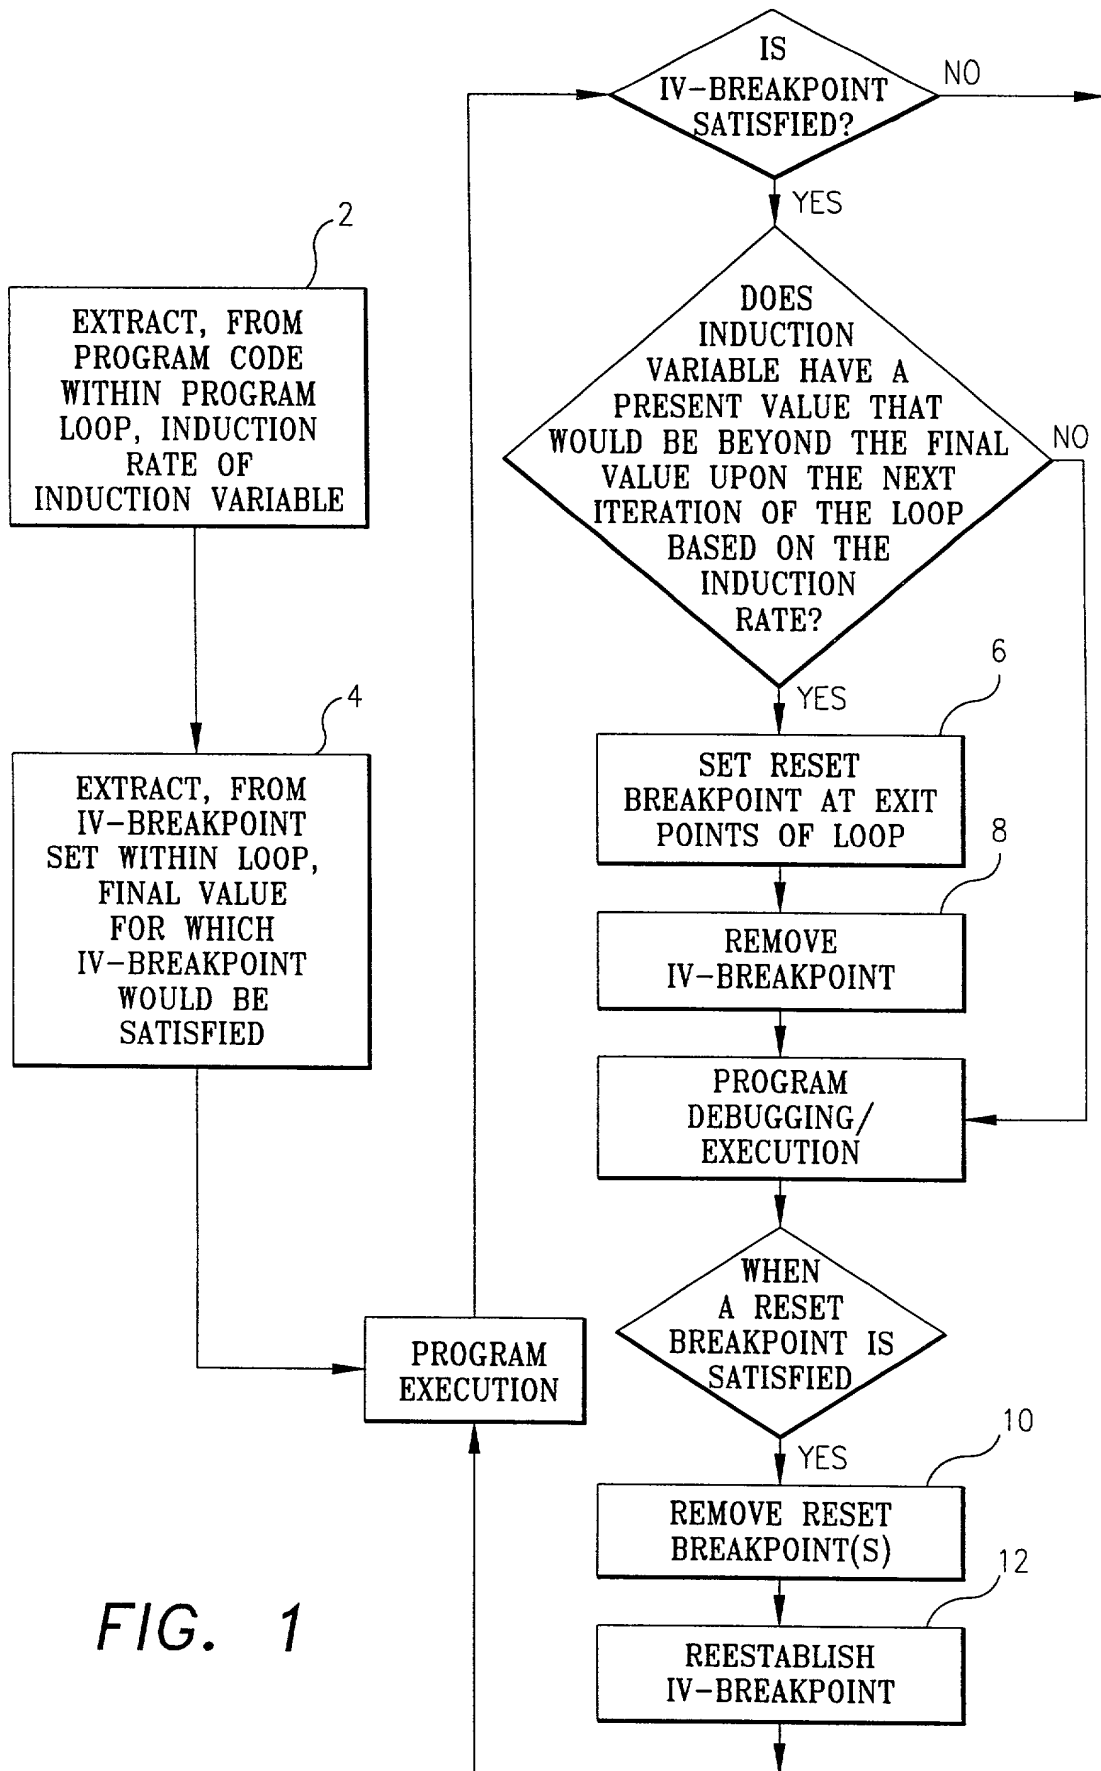 2
EXTRACT, FROM
PROGRAM CODE
WITHIN PROGRAM
LOOP, INDUCTION
RATE OF
INDUCTION VARIABLE
4
EXTRACT, FROM
IV-BREAKPOINT
SET WITHIN LOOP,
FINAL VALUE
FOR WHICH
IV-BREAKPOINT
WOULD BE
SATISFIED
PROGRAM
EXECUTION
IS
IV-BREAKPOINT
SATISFIED?
NO
YES
DOES
INDUCTION
VARIABLE HAVE A
PRESENT VALUE THAT
WOULD BE BEYOND THE FINAL
VALUE UPON THE NEXT
ITERATION OF THE LOOP
BASED ON THE
INDUCTION
RATE?
NO
YES
6
SET RESET
BREAKPOINT AT EXIT
POINTS OF LOOP
8
REMOVE
IV-BREAKPOINT
PROGRAM
DEBUGGING/
EXECUTION
WHEN
A RESET
BREAKPOINT IS
SATISFIED
YES
10
REMOVE RESET
BREAKPOINT(S)
12
REESTABLISH
IV-BREAKPOINT
FIG. 1